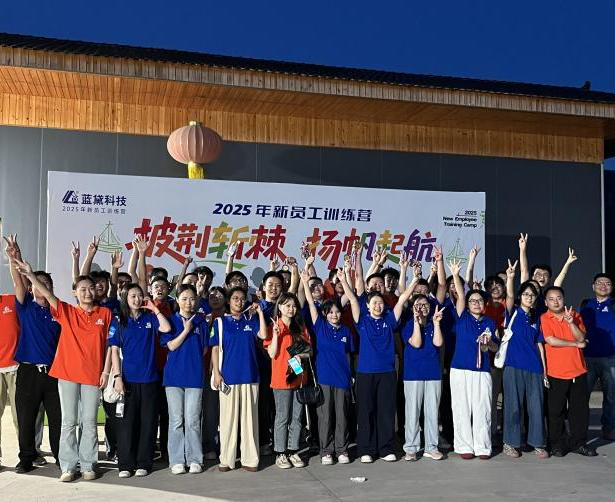 蓝黛科技
2025年新员工训练营
2025年新员工训练营
2025
New Employee
Training Camp
披荆斩棘 扬帆起航